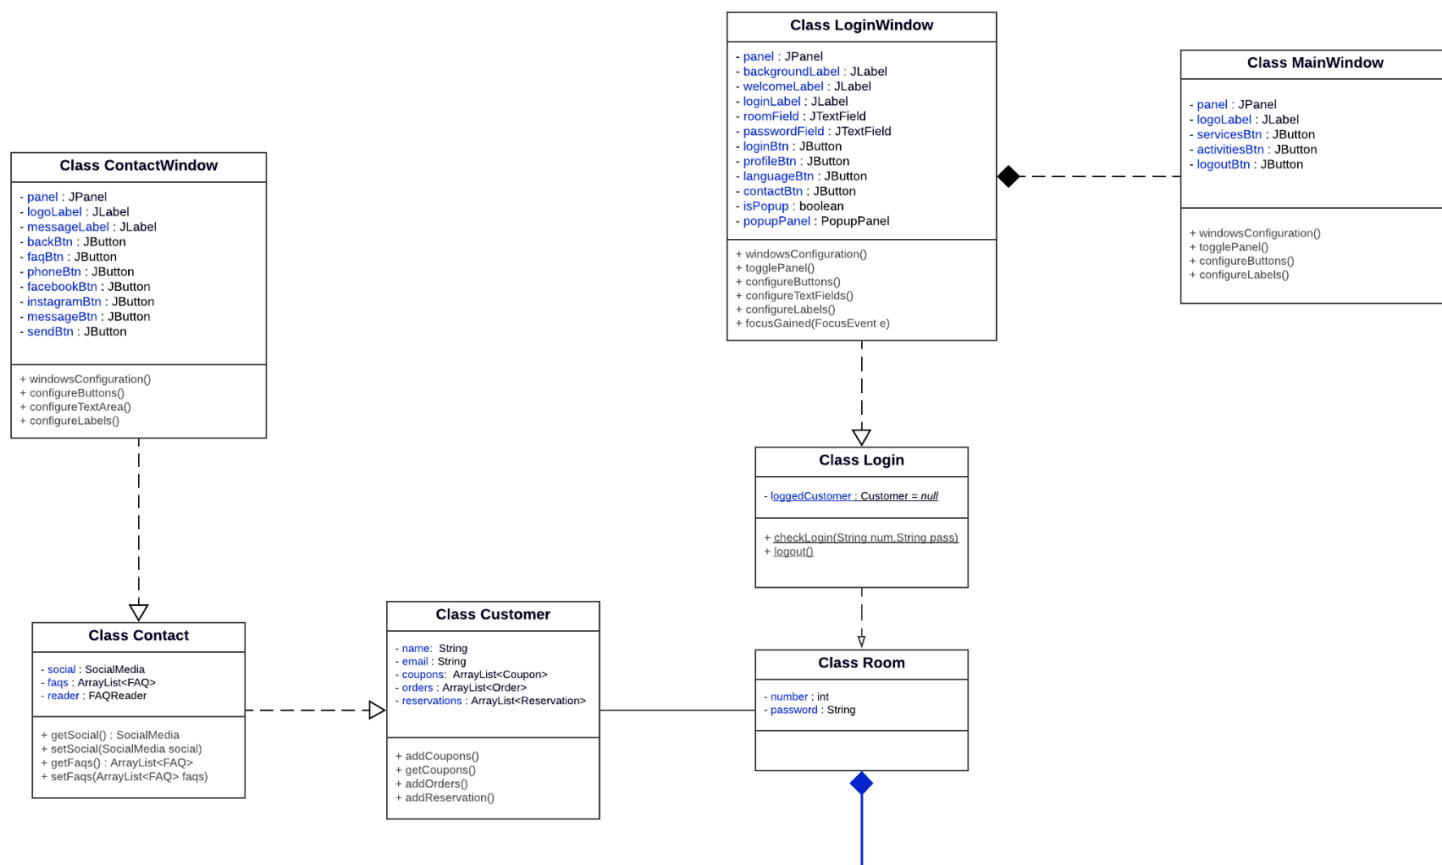 Class LoginWindow
- panel : JPanel
- backgroundLabel : JLabel
- welcomeLabel : JLabel
- loginLabel : JLabel
- roomField : JTextField
- passwordField : JTextField
- loginBtn : JButton
- profileBtn : JButton
- languageBtn : JButton
- contactBtn : JButton
- isPopup : boolean
- popupPanel : PopupPanel
+ windowsConfiguration()
+ togglePanel()
+ configureButtons()
+ configureTextFields()
+ configureLabels()
+ focusGained(FocusEvent e)
Class MainWindow
- panel : JPanel
- logoLabel : JLabel
- servicesBtn : JButton
- activitiesBtn : JButton
- logoutBtn : JButton
+ windowsConfiguration()
+ togglePanel()
+ configureButtons()
+ configureLabels()
Class ContactWindow
- panel : JPanel
- logoLabel : JLabel
- messageLabel : JLabel
- backBtn : JButton
- faqBtn : JButton
- phoneBtn : JButton
- facebookBtn : JButton
- instagramBtn : JButton
- messageBtn : JButton
- sendBtn : JButton
+ windowsConfiguration()
+ configureButtons()
+ configureTextArea()
+ configureLabels()
Class Login
- loggedCustomer : Customer = null
+ checkLogin(String num,String pass)
+ logout()
Class Contact
- social : SocialMedia
- faqs : ArrayList<FAQ>
- reader : FAQReader
+ getSocial() : SocialMedia
+ setSocial(SocialMedia social)
+ getFaqs() : ArrayList<FAQ>
+ setFaqs(ArrayList<FAQ> faqs)
Class Customer
- name: String
- email : String
- coupons: ArrayList<Coupon>
- orders : ArrayList<Order>
- reservations : ArrayList<Reservation>
+ addCoupons()
+ getCoupons()
+ addOrders()
+ addReservation()
Class Room
- number : int
- password : String